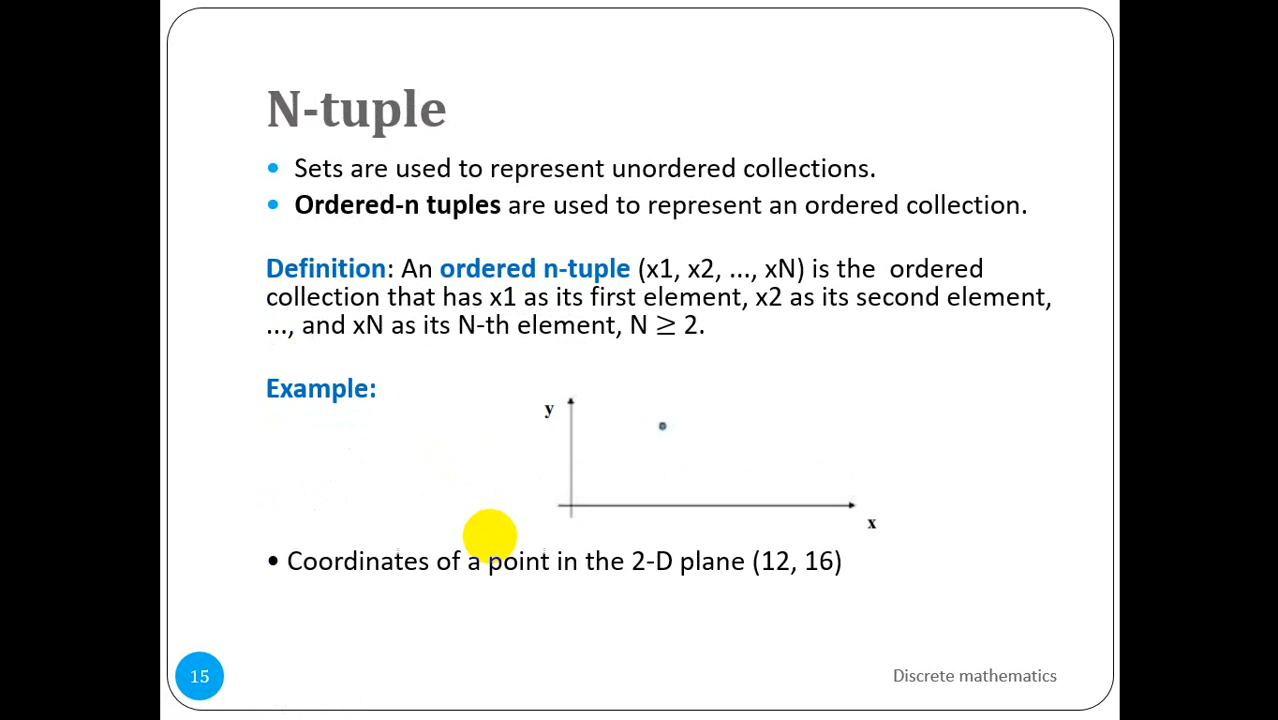 N-tuple
• Sets are used to represent unordered collections.
• Ordered-n tuples are used to represent an ordered collection.
Definition: An ordered n-tuple (x1, x2, ..., xN) is the ordered
collection that has x1 as its first element, x2 as its second element,
..., and xN as its N-th element, N ≥ 2.
Example:
y
x
• Coordinates of a point in the 2-D plane (12, 16)
15
Discrete mathematics